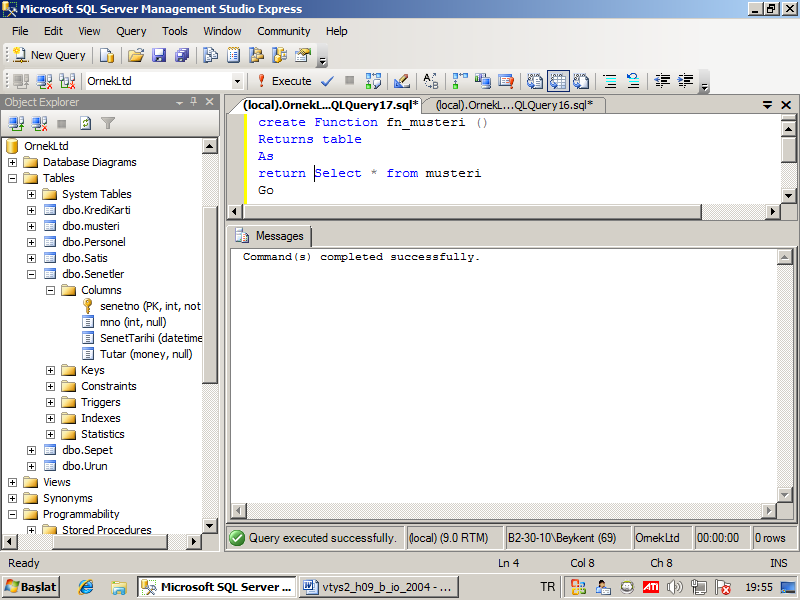 Microsoft SQL Server Management Studio Express
File Edit View Query Tools Window Community Help
New Query
OrnekLtd Execute
Object Explorer
(local).OrnekL...QLQuery17.sql* (local).OrnekL...QLQuery16.sql*
OrnekLtd
Database Diagrams
Tables
System Tables
dbo.KrediKarti
dbo.musteri
dbo.Personel
dbo.Satis
dbo.Senetler
Columns
senetno (PK, int, not
mno (int, null)
SenetTarihi (datetime
Tutar (money, null)
Keys
Constraints
Triggers
Indexes
Statistics
dbo.Sepet
dbo.Urun
Views
Synonyms
Programmability
Stored Procedures
create Function fn_musteri ()
Returns table
As
return Select * from musteri
Go
Messages
Command(s) completed successfully.
Query executed successfully. (local) (9.0 RTM) B2-30-10\Beykent (69) OrnekLtd 00:00:00 0 rows
Ready Ln 4 Col 8 Ch 8 INS
Başlat Microsoft SQL Server ... vtys2_h09_b_io_2004 - ... TR ATI 19:55